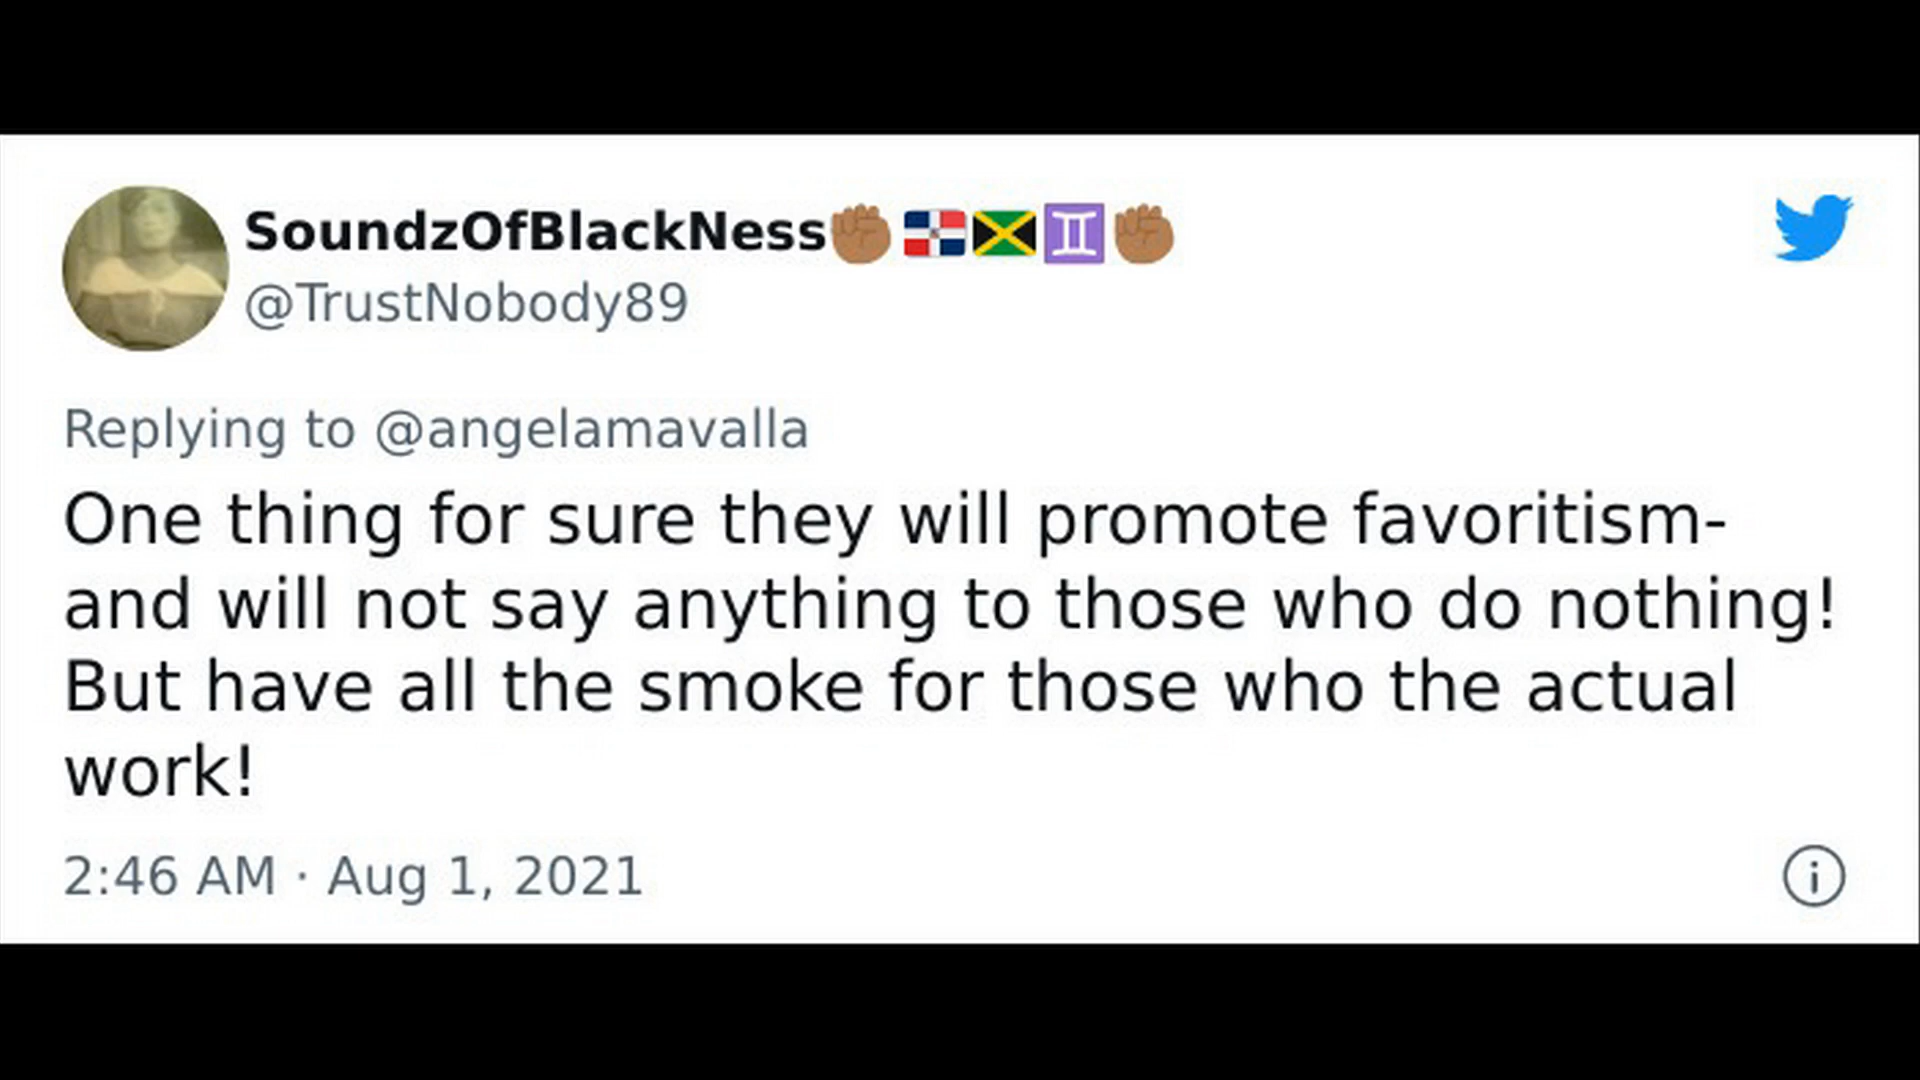 SoundzOfBlackNess✊🏾🇩🇴🇯🇲♊✊🏾
@TrustNobody89
Replying to @angelamavalla
One thing for sure they will promote favoritism-
and will not say anything to those who do nothing!
But have all the smoke for those who the actual
work!
2:46 AM · Aug 1, 2021